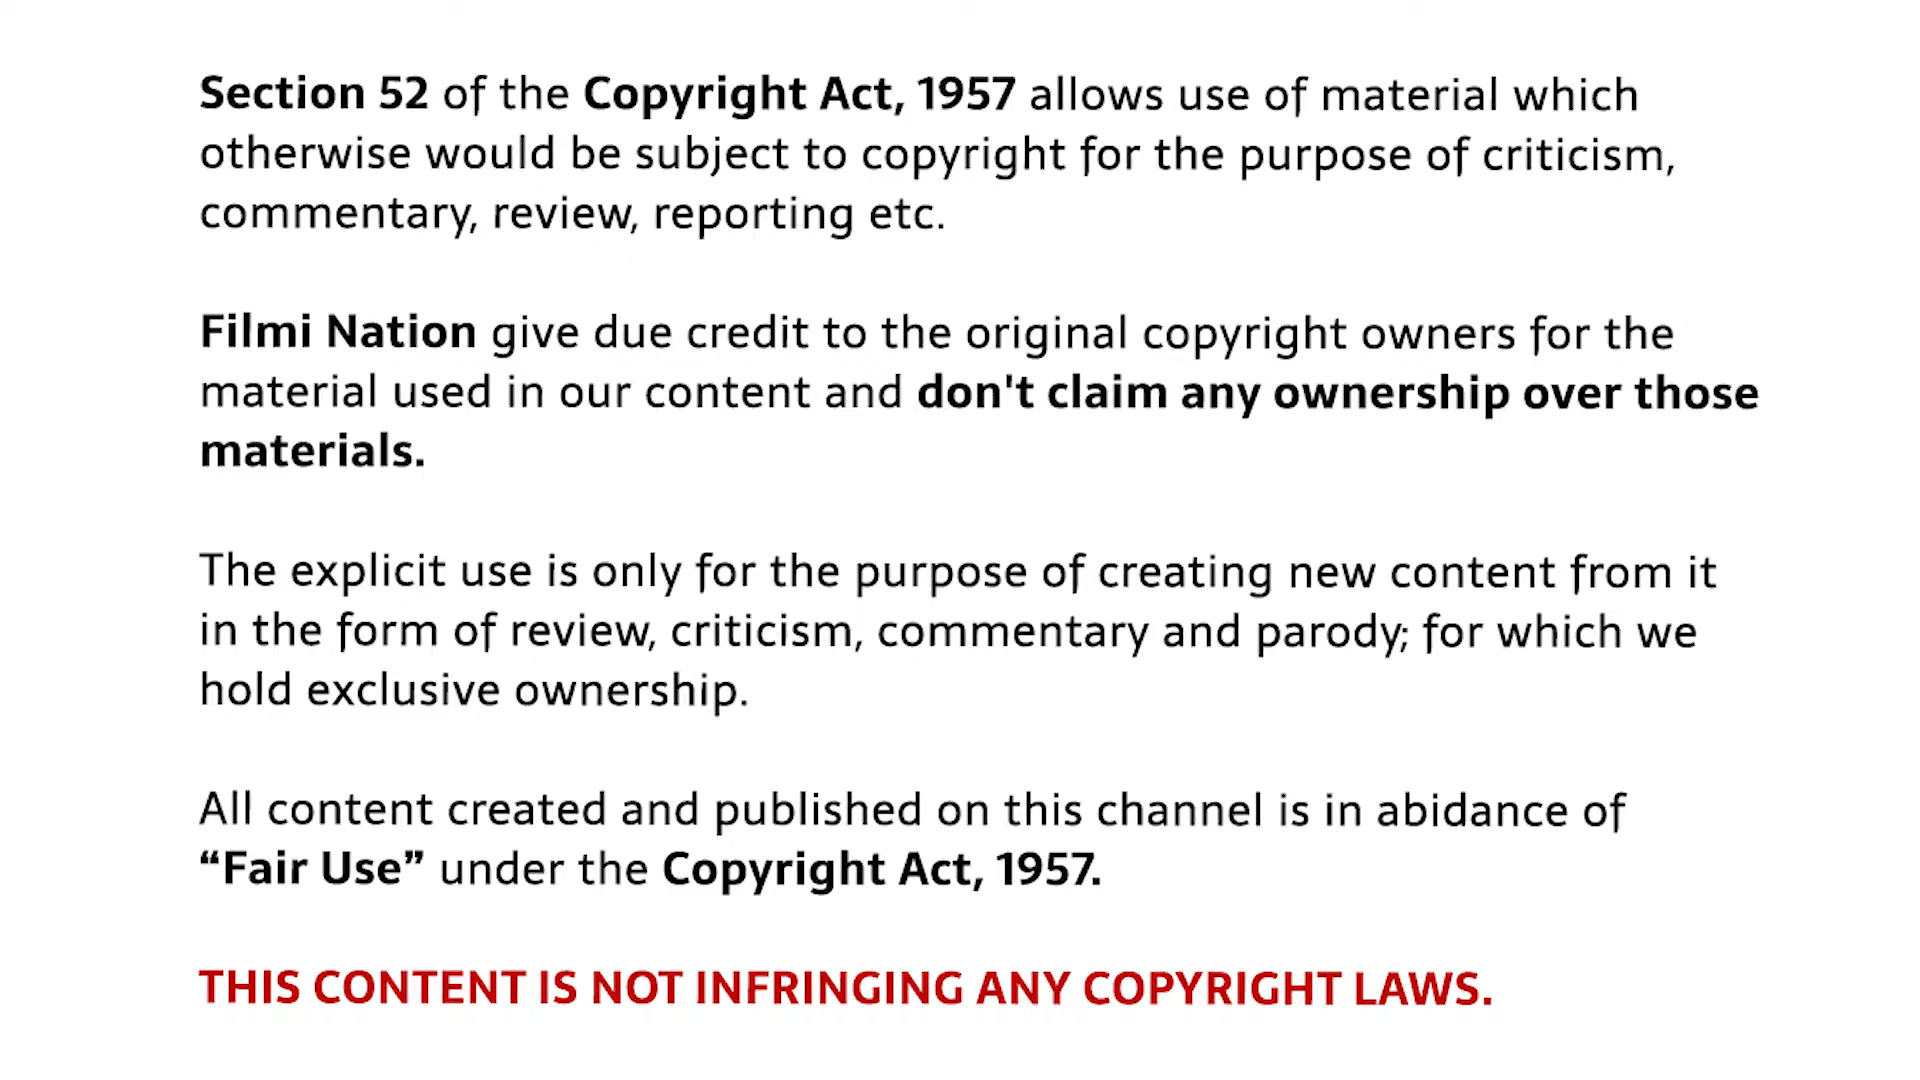 Section 52 of the Copyright Act, 1957 allows use of material which
otherwise would be subject to copyright for the purpose of criticism,
commentary, review, reporting etc.
Filmi Nation give due credit to the original copyright owners for the
material used in our content and don't claim any ownership over those
materials.
The explicit use is only for the purpose of creating new content from it
in the form of review, criticism, commentary and parody; for which we
hold exclusive ownership.
All content created and published on this channel is in abidance of
“Fair Use” under the Copyright Act, 1957.
THIS CONTENT IS NOT INFRINGING ANY COPYRIGHT LAWS.